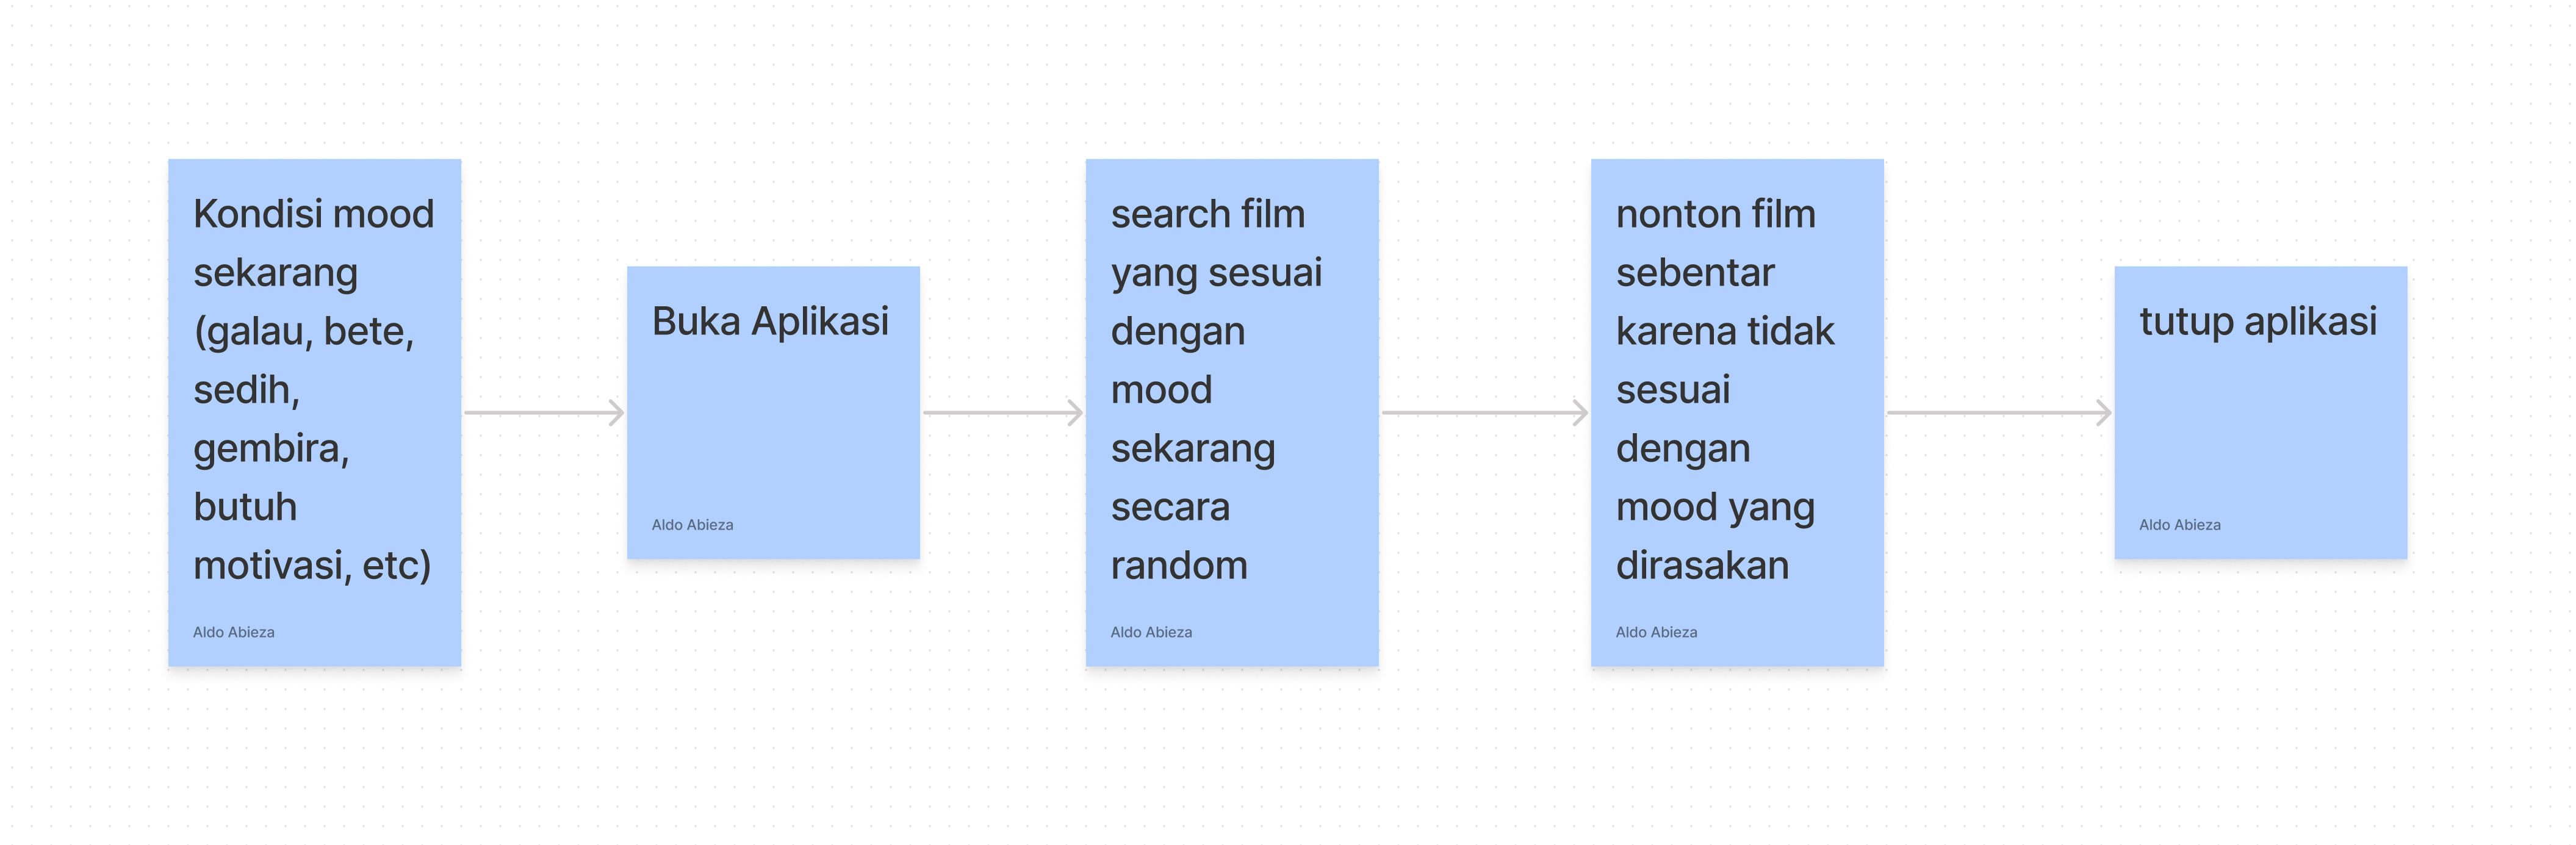 Kondisi mood
sekarang
(galau, bete,
sedih,
gembira,
butuh
motivasi, etc)
Aldo Abieza
Buka Aplikasi
Aldo Abieza
search film
yang sesuai
dengan
mood
sekarang
secara
random
Aldo Abieza
nonton film
sebentar
karena tidak
sesuai
dengan
mood yang
dirasakan
Aldo Abieza
tutup aplikasi
Aldo Abieza